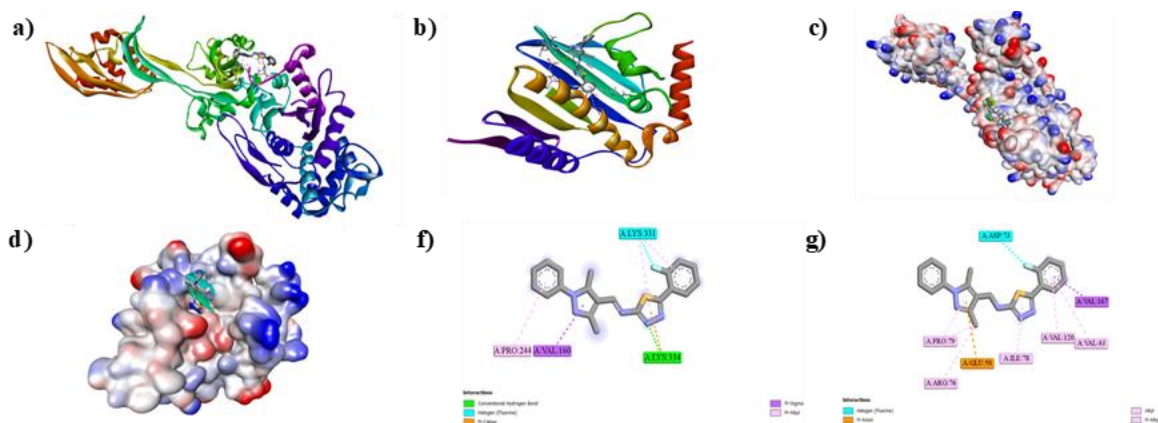 a)
b)
c)
d)
f)
g)
A:LYS:331
A:PRO:244
A:VAL:160
A:LYS:334
Interactions
Conventional Hydrogen Bond
Halogen (Fluorine)
Pi-Cation
Pi-Sigma
Pi-Alkyl
A:ASP:73
A:VAL:167
A:PRO:79
A:VAL:120
A:VAL:43
A:GLU:50
A:ILE:78
A:ARG:76
Interactions
Halogen (Fluorine)
Pi-Anion
Alkyl